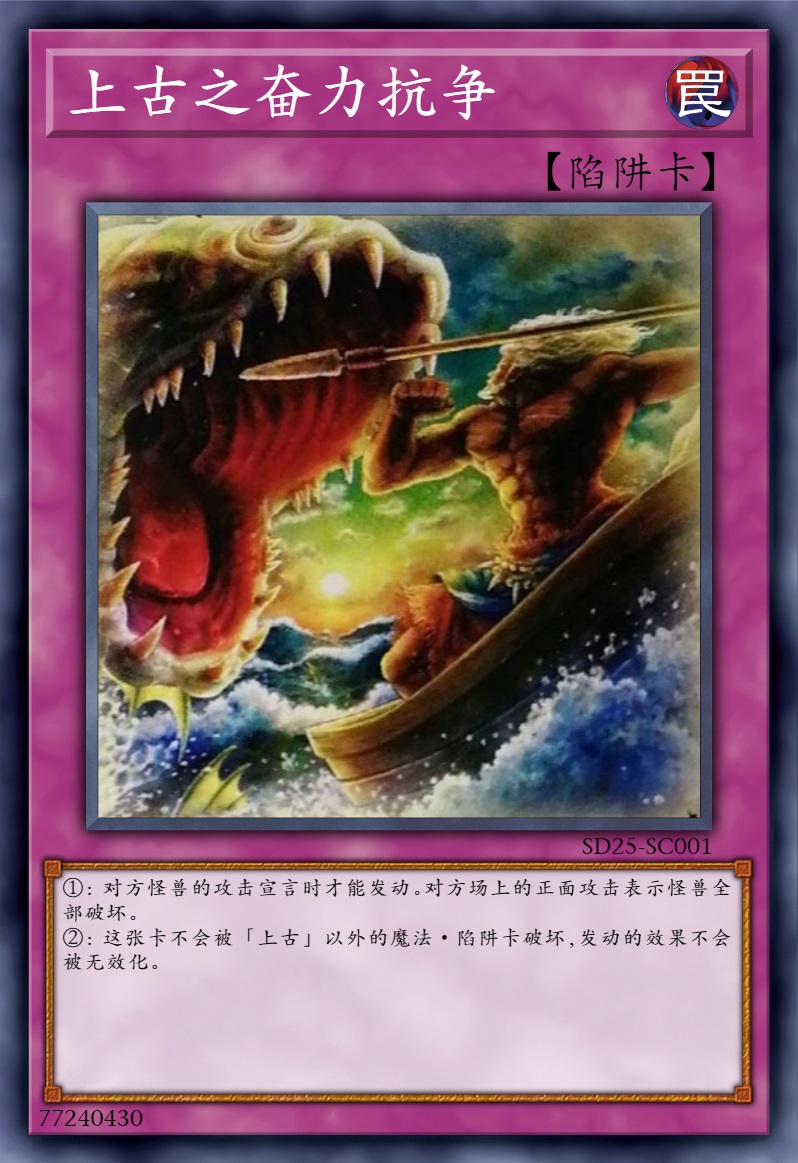 上古之奋力抗争
罠
【陷阱卡】
SD25-SC001
①: 对方怪兽的攻击宣言时才能发动。对方场上的正面攻击表示怪兽全
部破坏。
②: 这张卡不会被「上古」以外的魔法·陷阱卡破坏,发动的效果不会
被无效化。
77240430